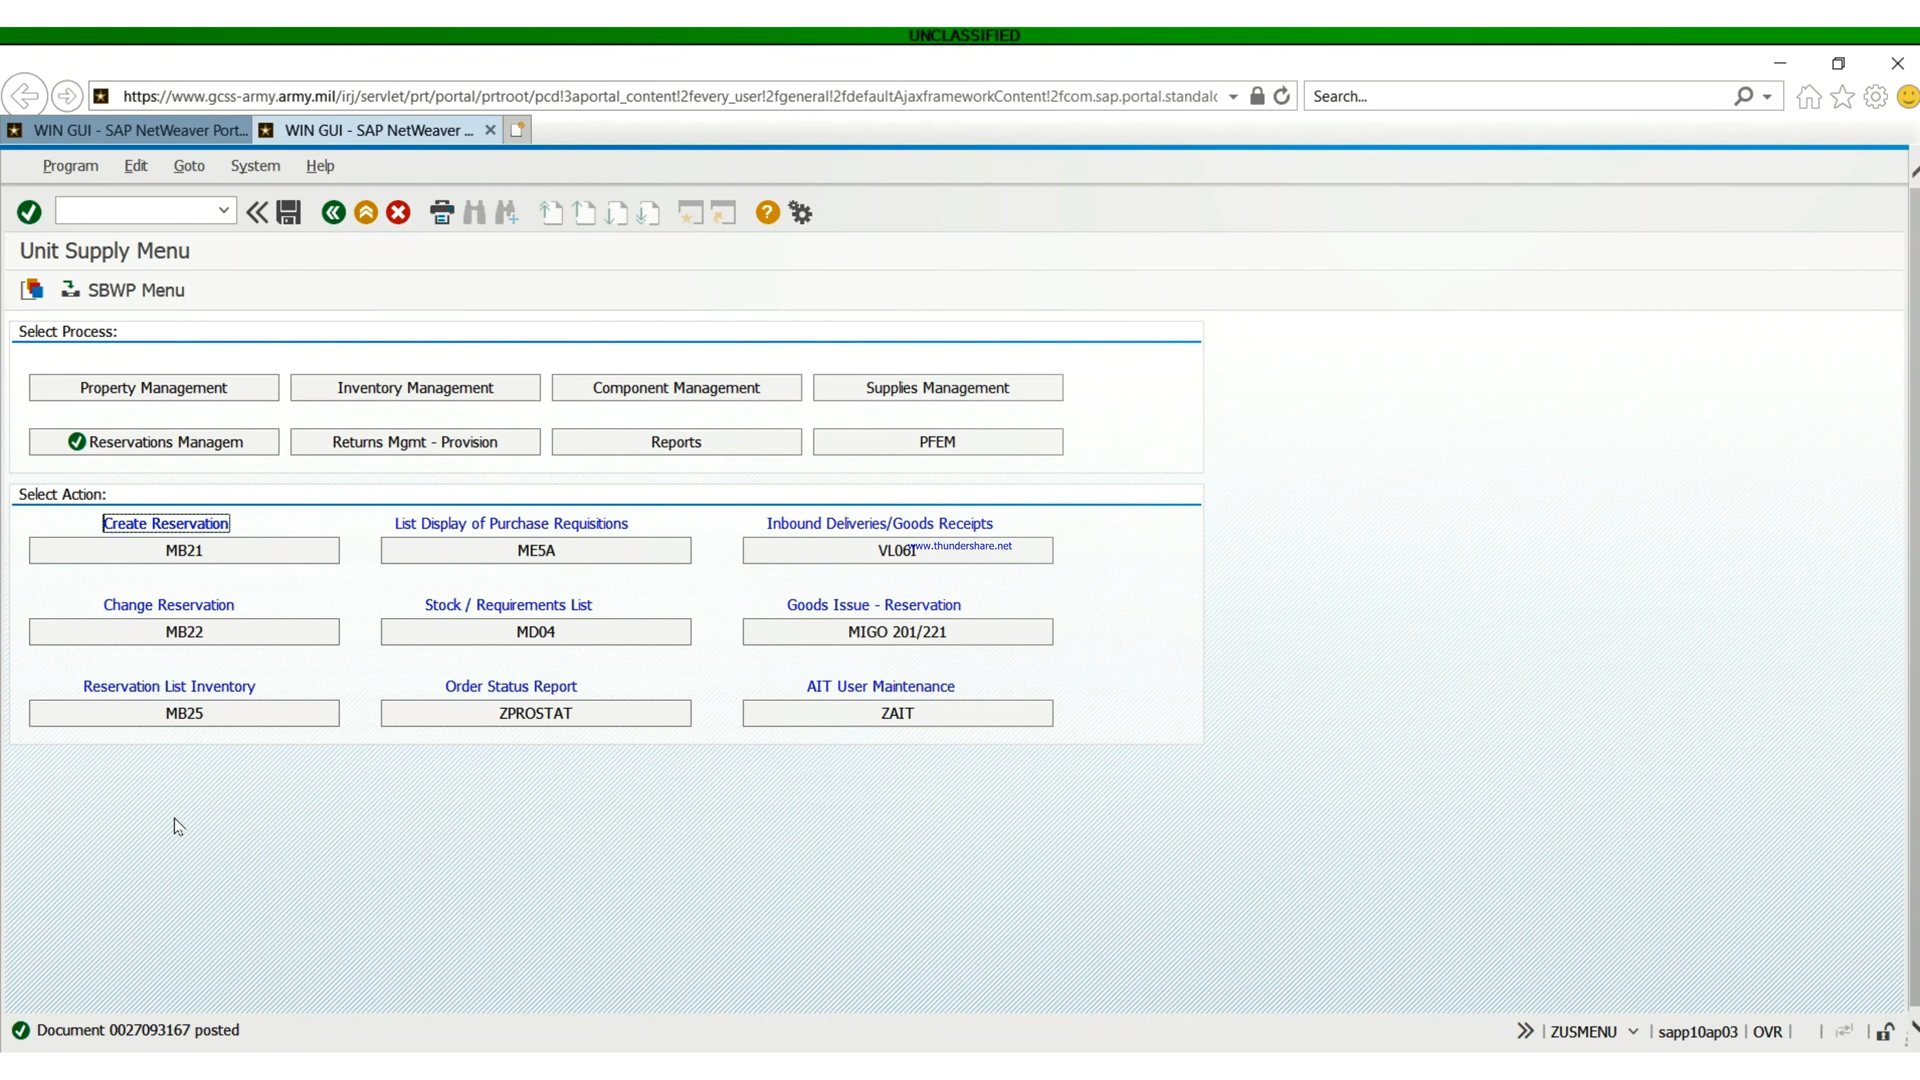 UNCLASSIFIED
https://www.gcss-army.army.mil/irj/servlet/prt/portal/prtroot/pcd!3aportal_content!2fevery_user!2fgeneral!2fdefaultAjaxframeworkContent!2fcom.sap.portal.standalc
Search...
WIN GUI - SAP NetWeaver Port...
WIN GUI - SAP NetWeaver ...
Program Edit Goto System Help
Unit Supply Menu
SBWP Menu
Select Process:
Property Management Inventory Management Component Management Supplies Management
Reservations Managem Returns Mgmt - Provision Reports PFEM
Select Action:
Create Reservation List Display of Purchase Requisitions Inbound Deliveries/Goods Receipts
MB21 ME5A VL06I
www.thundershare.net
Change Reservation Stock / Requirements List Goods Issue - Reservation
MB22 MD04 MIGO 201/221
Reservation List Inventory Order Status Report AIT User Maintenance
MB25 ZPROSTAT ZAIT
Document 0027093167 posted
ZUSMENU sapp10ap03 OVR